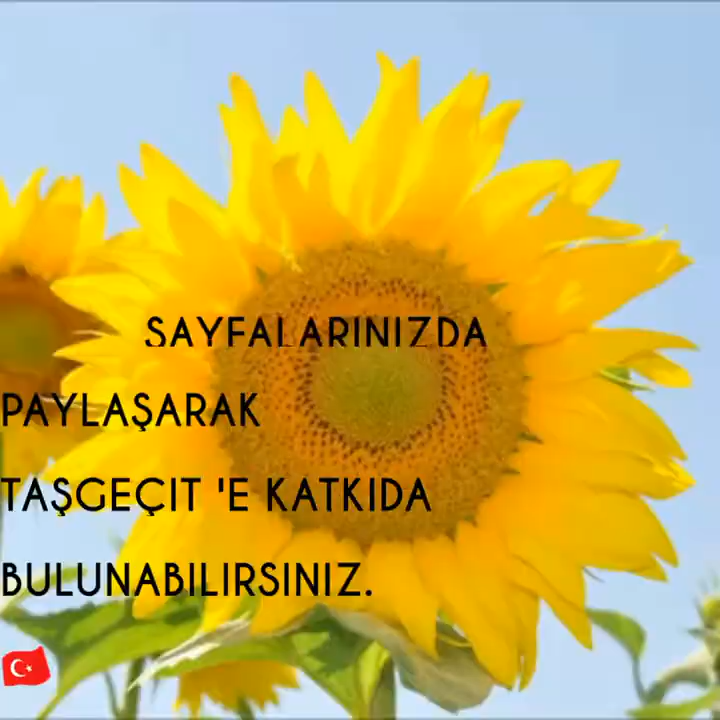 SAYFALARINIZDA
PAYLAŞARAK
TAŞGEÇIT 'E KATKIDA
BULUNABILIRSINIZ.